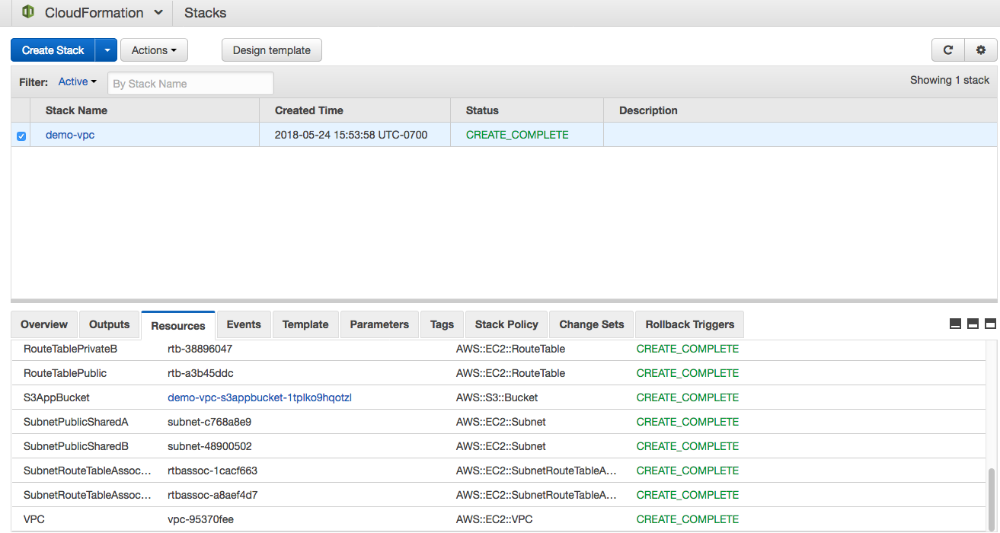 CloudFormation Stacks
Create Stack Actions Design template
Filter: Active By Stack Name Showing 1 stack
Stack Name Created Time Status Description
demo-vpc 2018-05-24 15:53:58 UTC-0700 CREATE_COMPLETE
Overview Outputs Resources Events Template Parameters Tags Stack Policy Change Sets Rollback Triggers
RouteTablePrivateB rtb-38896047 AWS::EC2::RouteTable CREATE_COMPLETE
RouteTablePublic rtb-a3b45ddc AWS::EC2::RouteTable CREATE_COMPLETE
S3AppBucket demo-vpc-s3appbucket-1tplko9hqotzl AWS::S3::Bucket CREATE_COMPLETE
SubnetPublicSharedA subnet-c768a8e9 AWS::EC2::Subnet CREATE_COMPLETE
SubnetPublicSharedB subnet-48900502 AWS::EC2::Subnet CREATE_COMPLETE
SubnetRouteTableAssoc... rtbassoc-1cacf663 AWS::EC2::SubnetRouteTableA... CREATE_COMPLETE
SubnetRouteTableAssoc... rtbassoc-a8aef4d7 AWS::EC2::SubnetRouteTableA... CREATE_COMPLETE
VPC vpc-95370fee AWS::EC2::VPC CREATE_COMPLETE